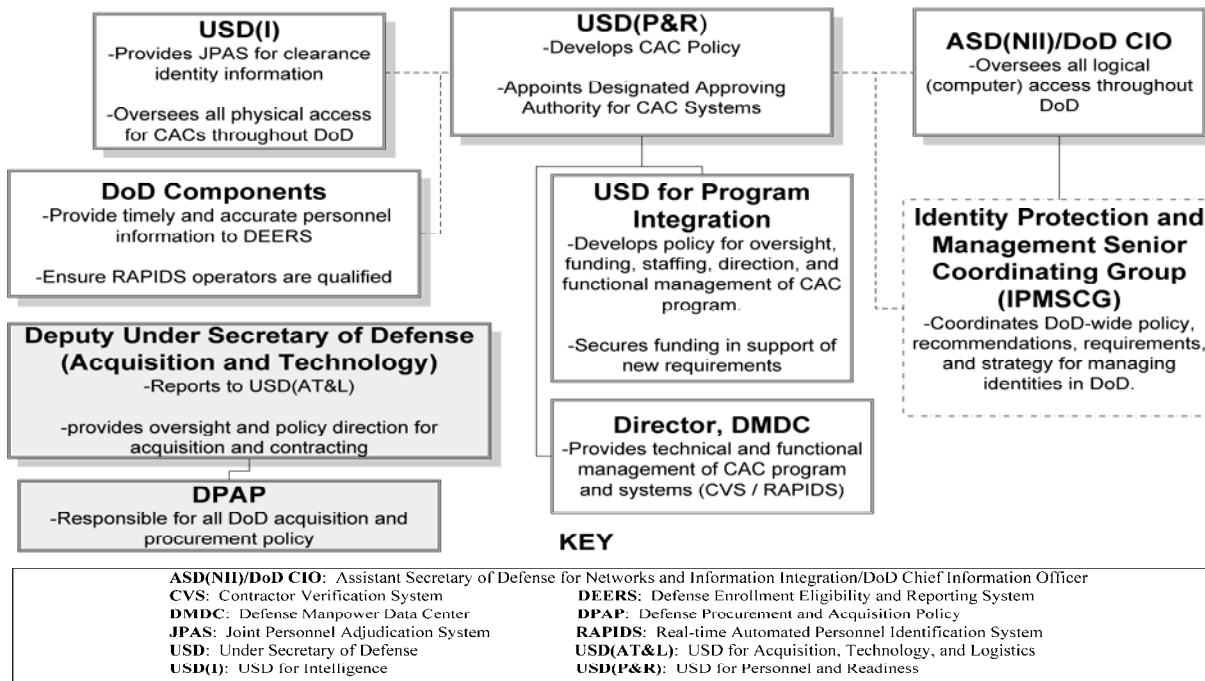 USD(I)
-Provides JPAS for clearance
identity information
-Oversees all physical access
for CACs throughout DoD
USD(P&R)
-Develops CAC Policy
-Appoints Designated Approving
Authority for CAC Systems
ASD(NII)/DoD CIO
-Oversees all logical
(computer) access throughout
DoD
DoD Components
-Provide timely and accurate personnel
information to DEERS
-Ensure RAPIDS operators are qualified
USD for Program
Integration
-Develops policy for oversight,
funding, staffing, direction, and
functional management of CAC
program.
-Secures funding in support of
new requirements
Identity Protection and
Management Senior
Coordinating Group
(IPMSCG)
-Coordinates DoD-wide policy,
recommendations, requirements,
and strategy for managing
identities in DoD.
Deputy Under Secretary of Defense
(Acquisition and Technology)
-Reports to USD(AT&L)
-provides oversight and policy direction for
acquisition and contracting
Director, DMDC
-Provides technical and functional
management of CAC program
and systems (CVS / RAPIDS)
DPAP
-Responsible for all DoD acquisition and
procurement policy
KEY
ASD(NII)/DoD CIO: Assistant Secretary of Defense for Networks and Information Integration/DoD Chief Information Officer
CVS: Contractor Verification System
DEERS: Defense Enrollment Eligibility and Reporting System
DMDC: Defense Manpower Data Center
DPAP: Defense Procurement and Acquisition Policy
JPAS: Joint Personnel Adjudication System
RAPIDS: Real-time Automated Personnel Identification System
USD: Under Secretary of Defense
USD(AT&L): USD for Acquisition, Technology, and Logistics
USD(I): USD for Intelligence
USD(P&R): USD for Personnel and Readiness